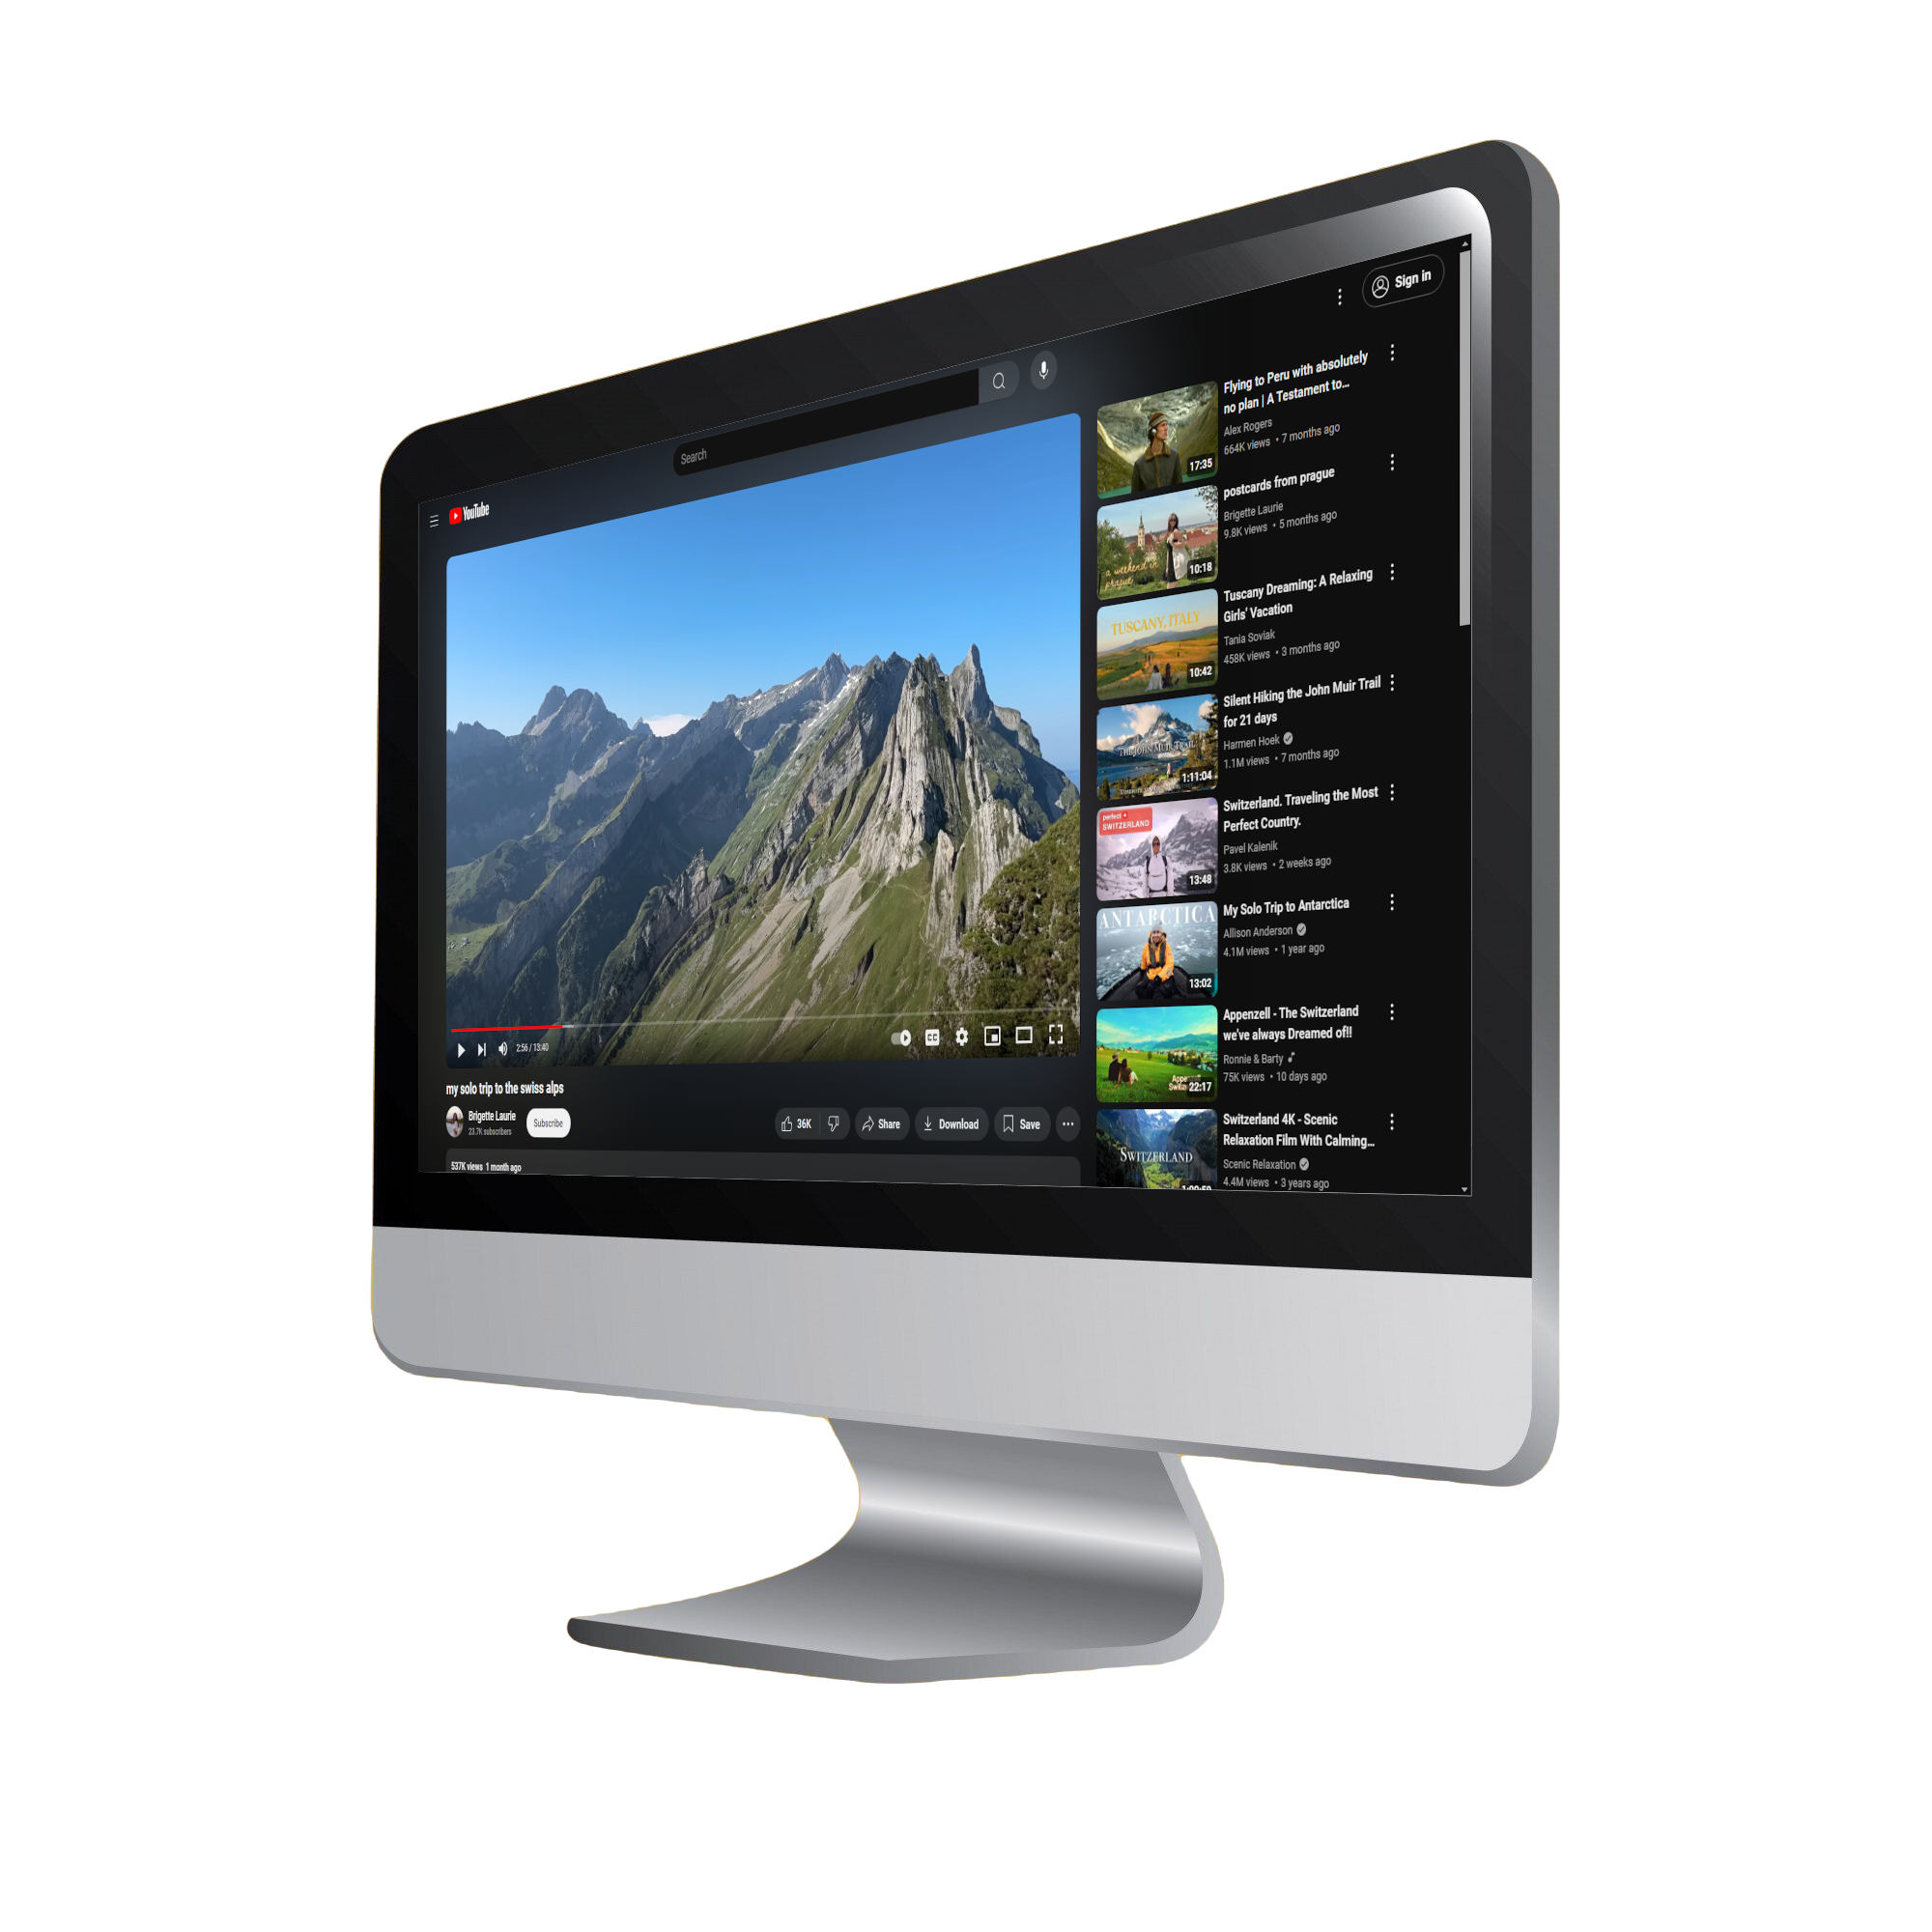 YouTube
Search
Sign in
2:56 / 13:40
CC
my solo trip to the swiss alps
Brigette Laurie
23.7K subscribers
Subscribe
36K
Share
Download
Save
537K views 1 month ago
17:35
Flying to Peru with absolutely
no plan | A Testament to...
Alex Rogers
664K views • 7 months ago
a weekend in
prague
10:18
postcards from prague
Brigette Laurie
9.8K views • 5 months ago
TUSCANY, ITALY
10:42
Tuscany Dreaming: A Relaxing
Girls' Vacation
Tania Soviak
458K views • 3 months ago
THE JOHN MUIR TRAIL
1:11:04
Silent Hiking the John Muir Trail
for 21 days
Harmen Hoek
1.1M views • 7 months ago
perfect
SWITZERLAND
13:48
Switzerland. Traveling the Most
Perfect Country.
Pavel Kalenik
3.8K views • 2 weeks ago
ANTARCTICA
13:02
My Solo Trip to Antarctica
Allison Anderson
4.1M views • 1 year ago
22:17
Appenzell - The Switzerland
we've always Dreamed of!!
Ronnie & Barty
75K views • 10 days ago
SWITZERLAND
Switzerland 4K - Scenic
Relaxation Film With Calming...
Scenic Relaxation
4.4M views • 3 years ago